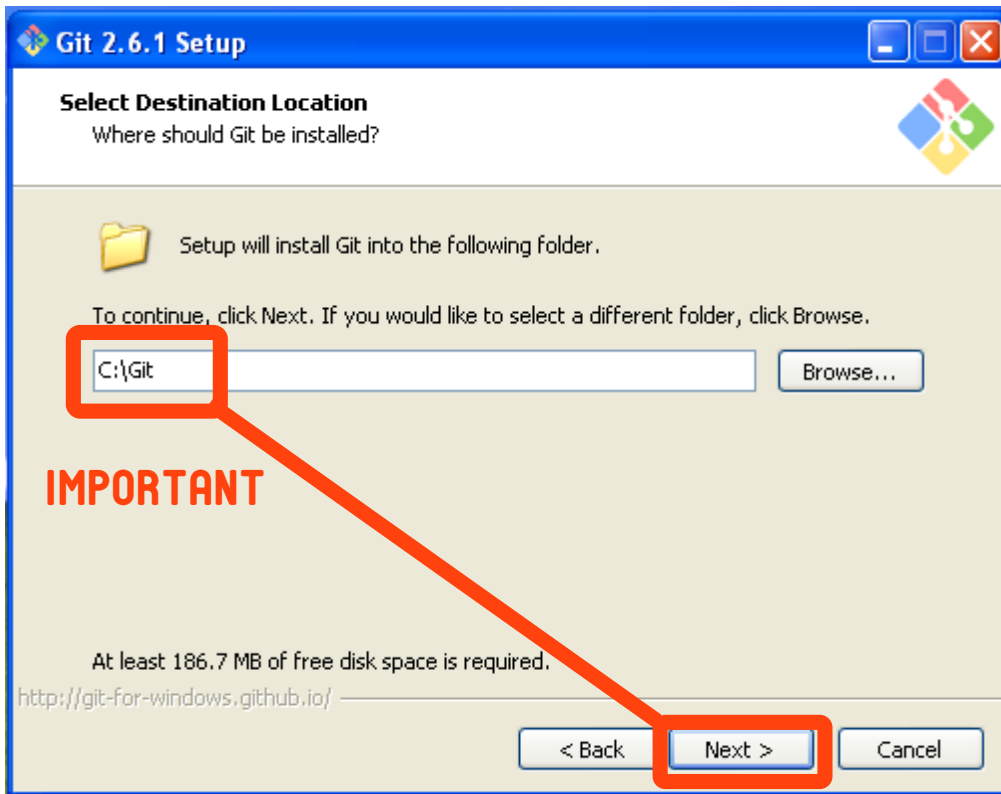 Git 2.6.1 Setup
Select Destination Location
Where should Git be installed?
Setup will install Git into the following folder.
To continue, click Next. If you would like to select a different folder, click Browse.
C:\Git
Browse...
IMPORTANT
At least 186.7 MB of free disk space is required.
http://git-for-windows.github.io/
< Back
Next >
Cancel